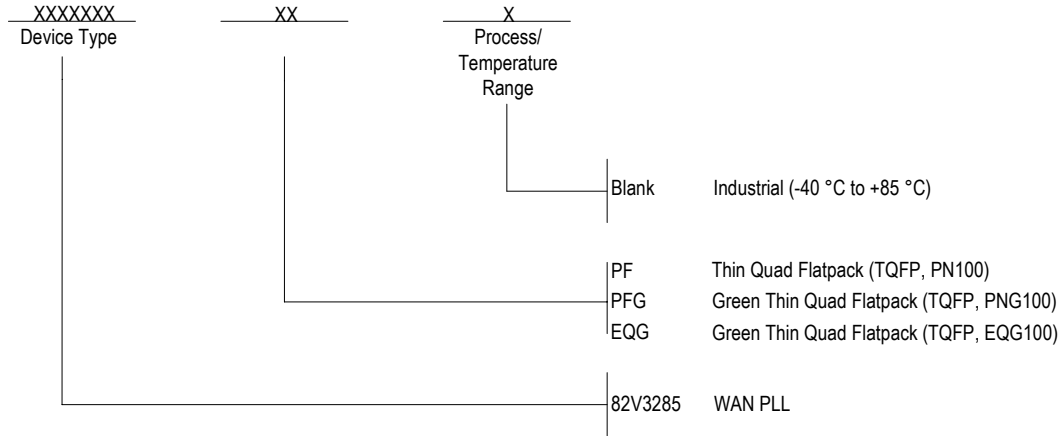 XXXXXXX XX X
Device Type
Process/
Temperature
Range
Blank Industrial (-40 °C to +85 °C)
PF Thin Quad Flatpack (TQFP, PN100)
PFG Green Thin Quad Flatpack (TQFP, PNG100)
EQG Green Thin Quad Flatpack (TQFP, EQG100)
82V3285 WAN PLL